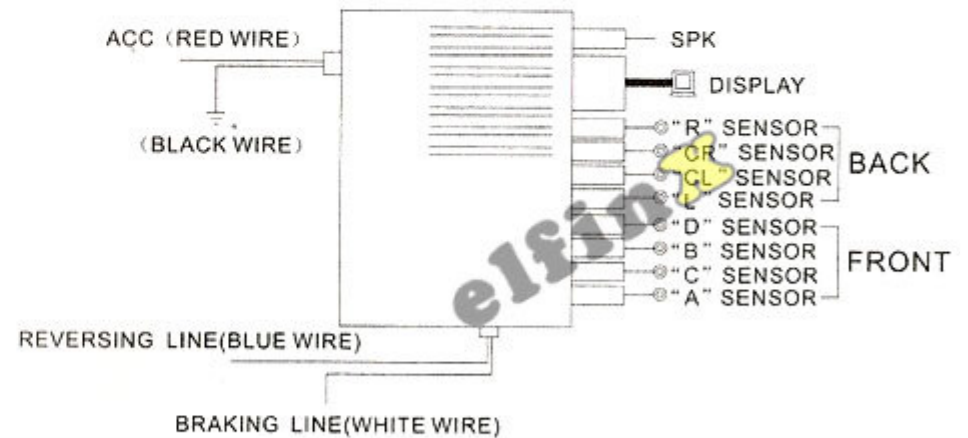 ACC (RED WIRE)
(BLACK WIRE)
SPK
DISPLAY
"R" SENSOR
"CR" SENSOR
"CL" SENSOR
"L" SENSOR
BACK
"D" SENSOR
"B" SENSOR
"C" SENSOR
"A" SENSOR
FRONT
elfinx
REVERSING LINE(BLUE WIRE)
BRAKING LINE(WHITE WIRE)